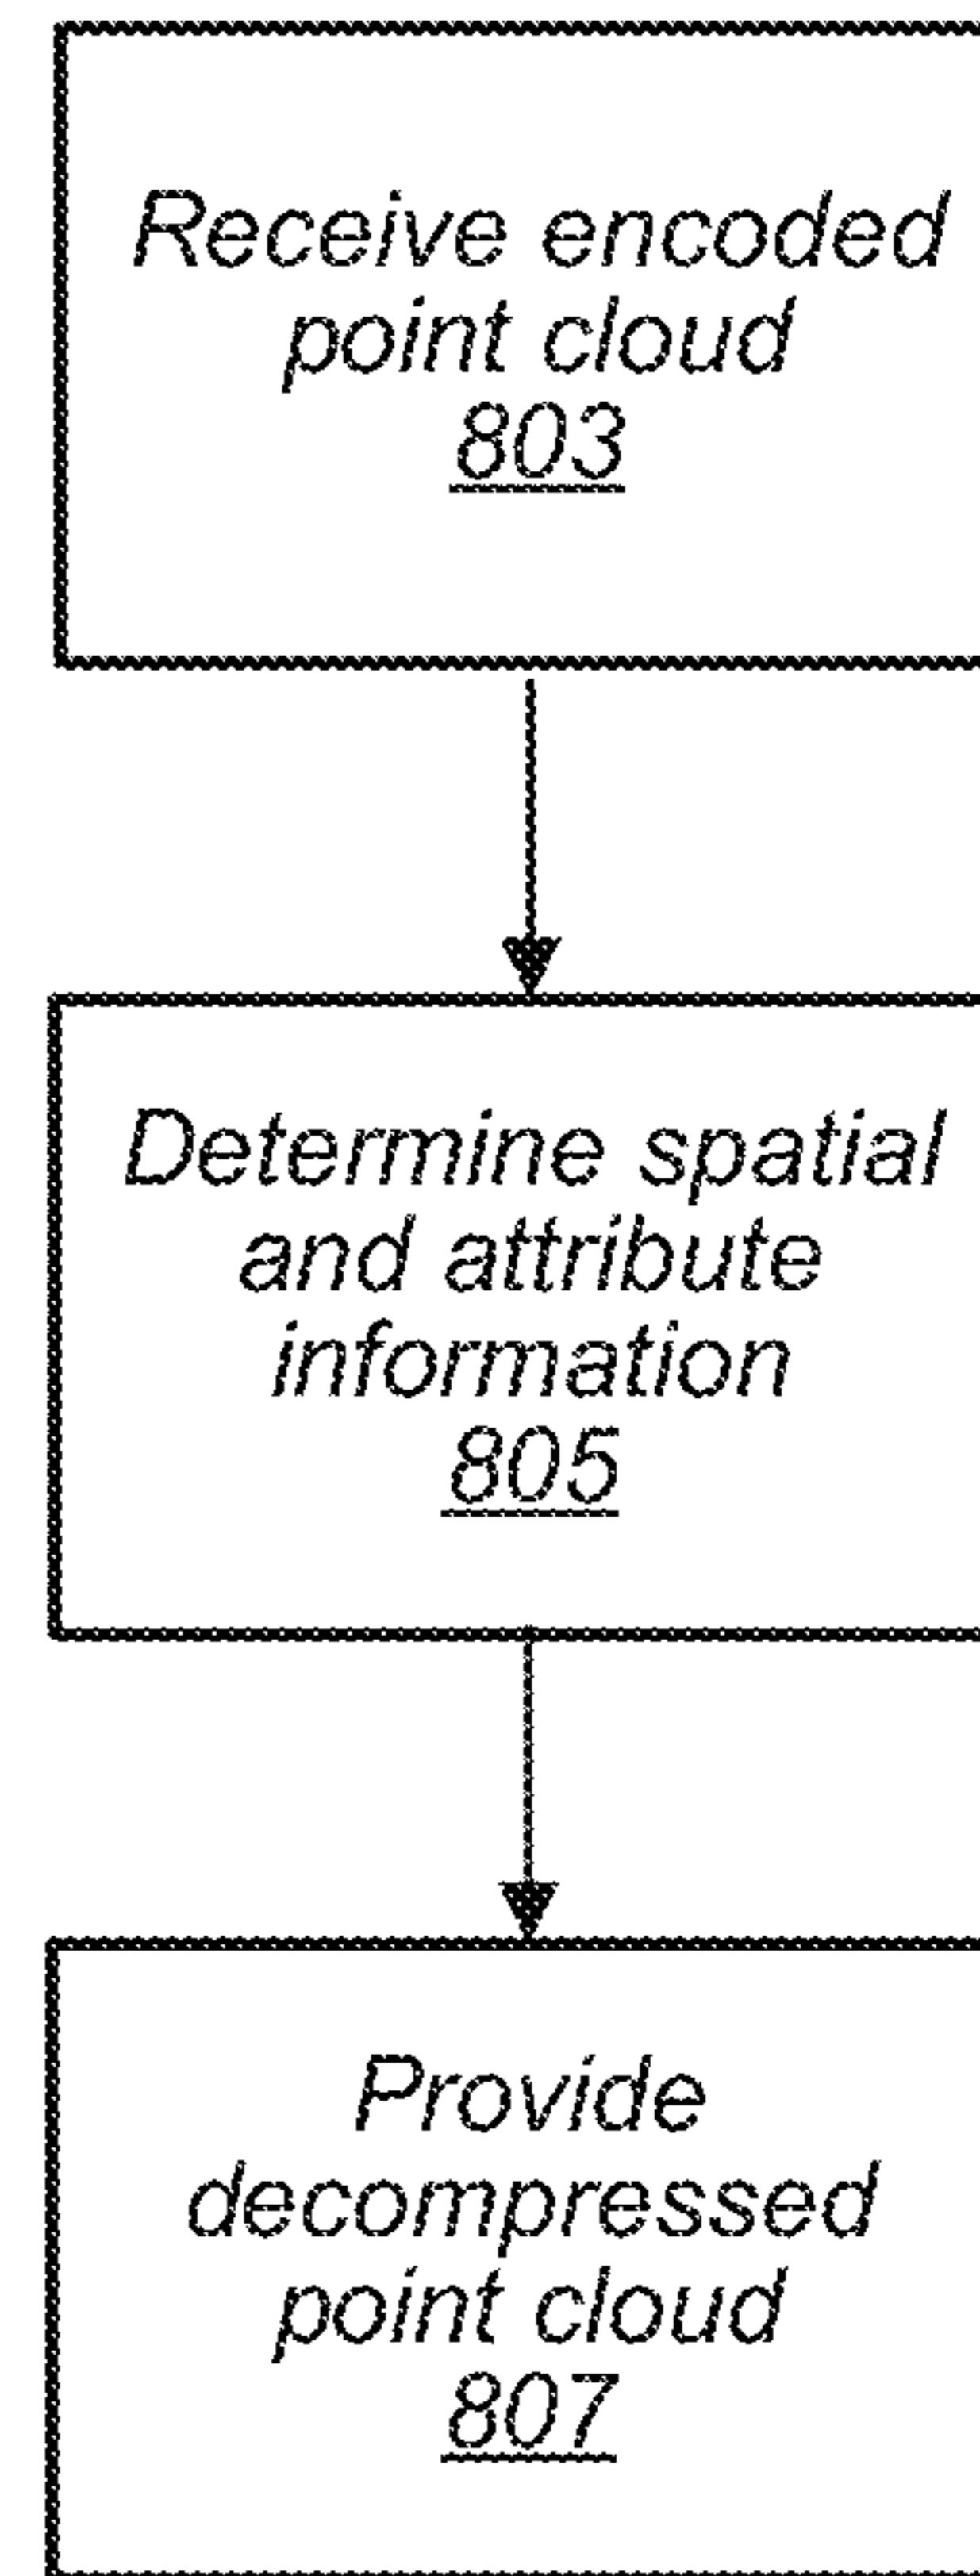 Receive encoded
point cloud
803
Determine spatial
and attribute
information
805
Provide
decompressed
point cloud
807